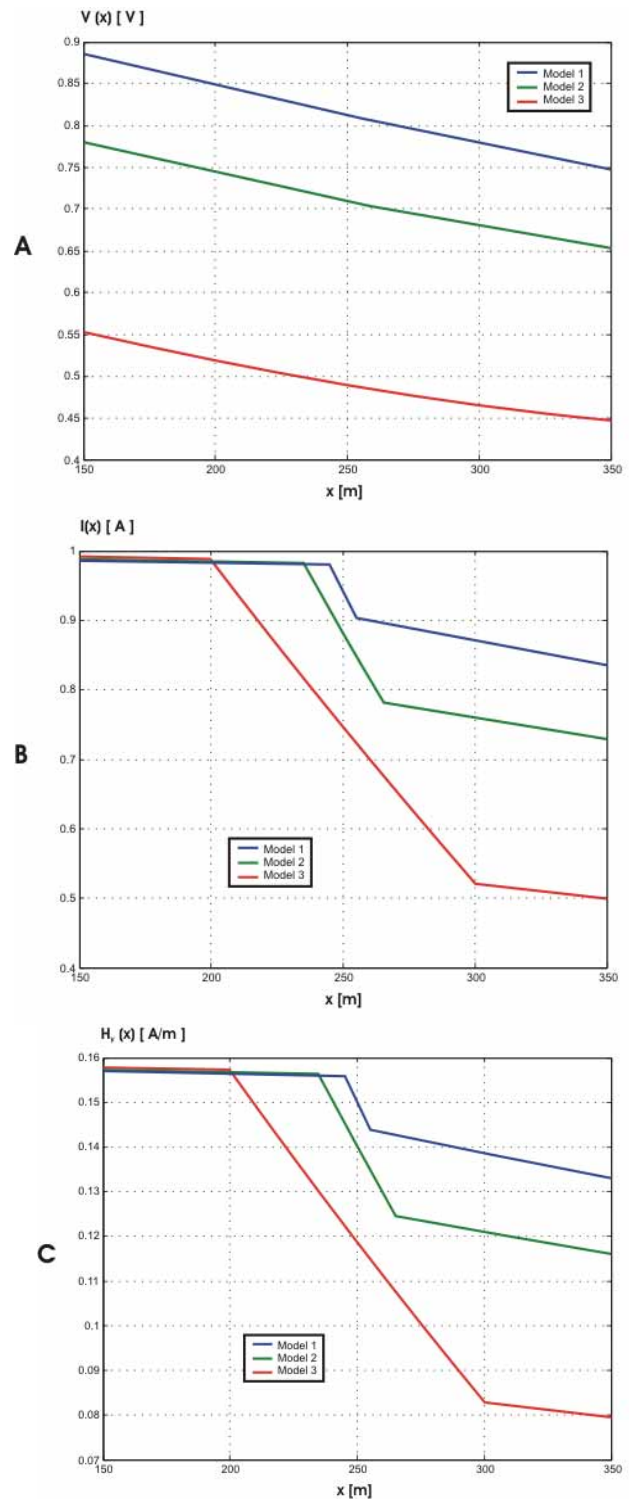 V (x) [ V ]
0.9
0.85
0.8
0.75
0.7
0.65
0.6
0.55
0.5
0.45
0.4
Model 1
Model 2
Model 3
A
150 200 250 300 350
x [m]
I(x) [ A ]
1
0.9
0.8
0.7
0.6
0.5
0.4
Model 1
Model 2
Model 3
B
150 200 250 300 350
x [m]
H (x) [ A/m ]
0.16
0.15
0.14
0.13
0.12
0.11
0.1
0.09
0.08
0.07
Model 1
Model 2
Model 3
C
150 200 250 300 350
x [m]